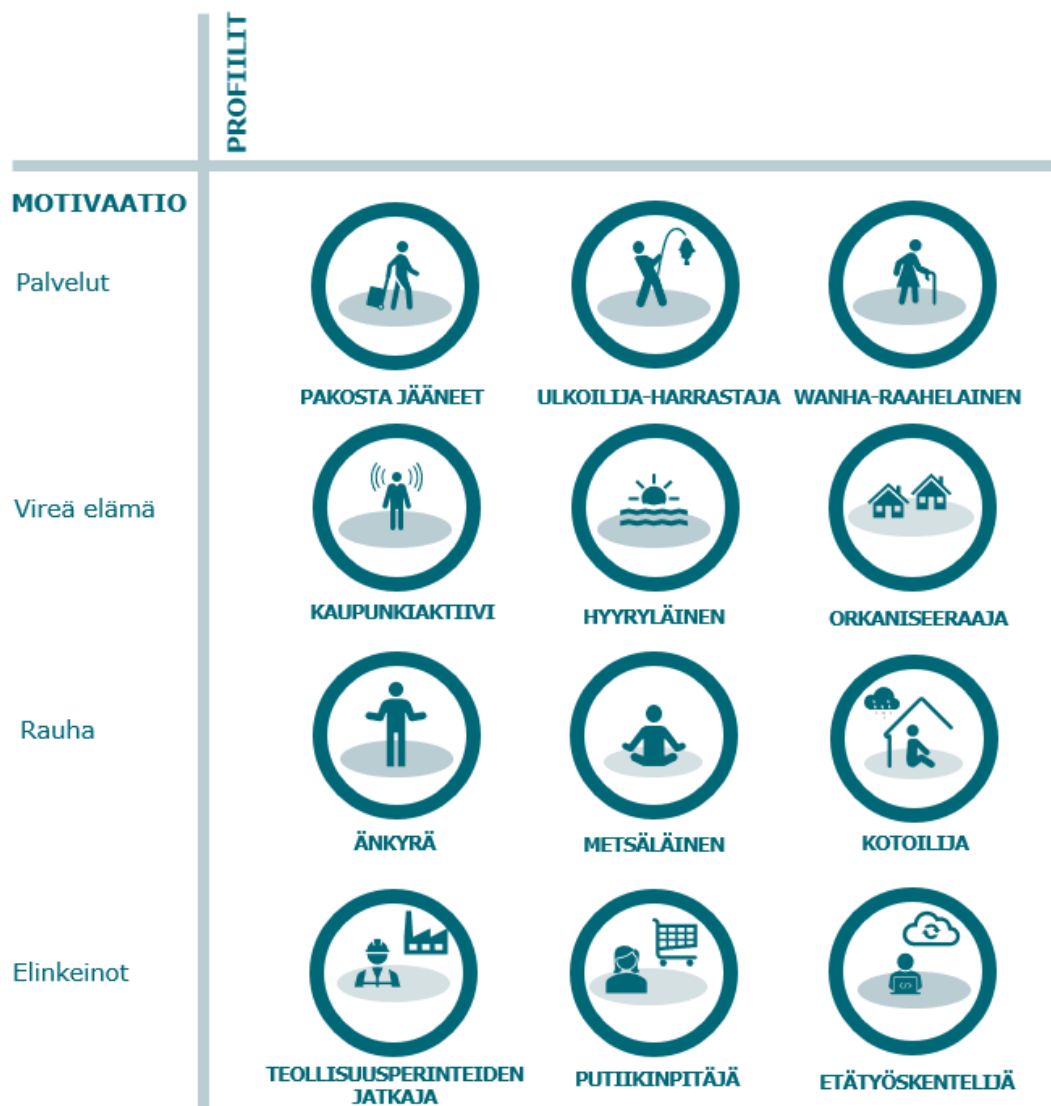 PROFIILIT
MOTIVAATIO
Palvelut
PAKOSTA JÄÄNEET
ULKOILIJA-HARRASTAJA
WANHA-RAAHELAINEN
Vireä elämä
KAUPUNKIAKTIIVI
HYYRYLÄINEN
ORKANISEERAAJA
Rauha
ÄNKYRÄ
METSÄLÄINEN
KOTOILIJA
Elinkeinot
TEOLLISUUSPERINTEIDEN
JATKAJA
PUTIIKINPITÄJÄ
ETÄTYÖSKENTELIJÄ